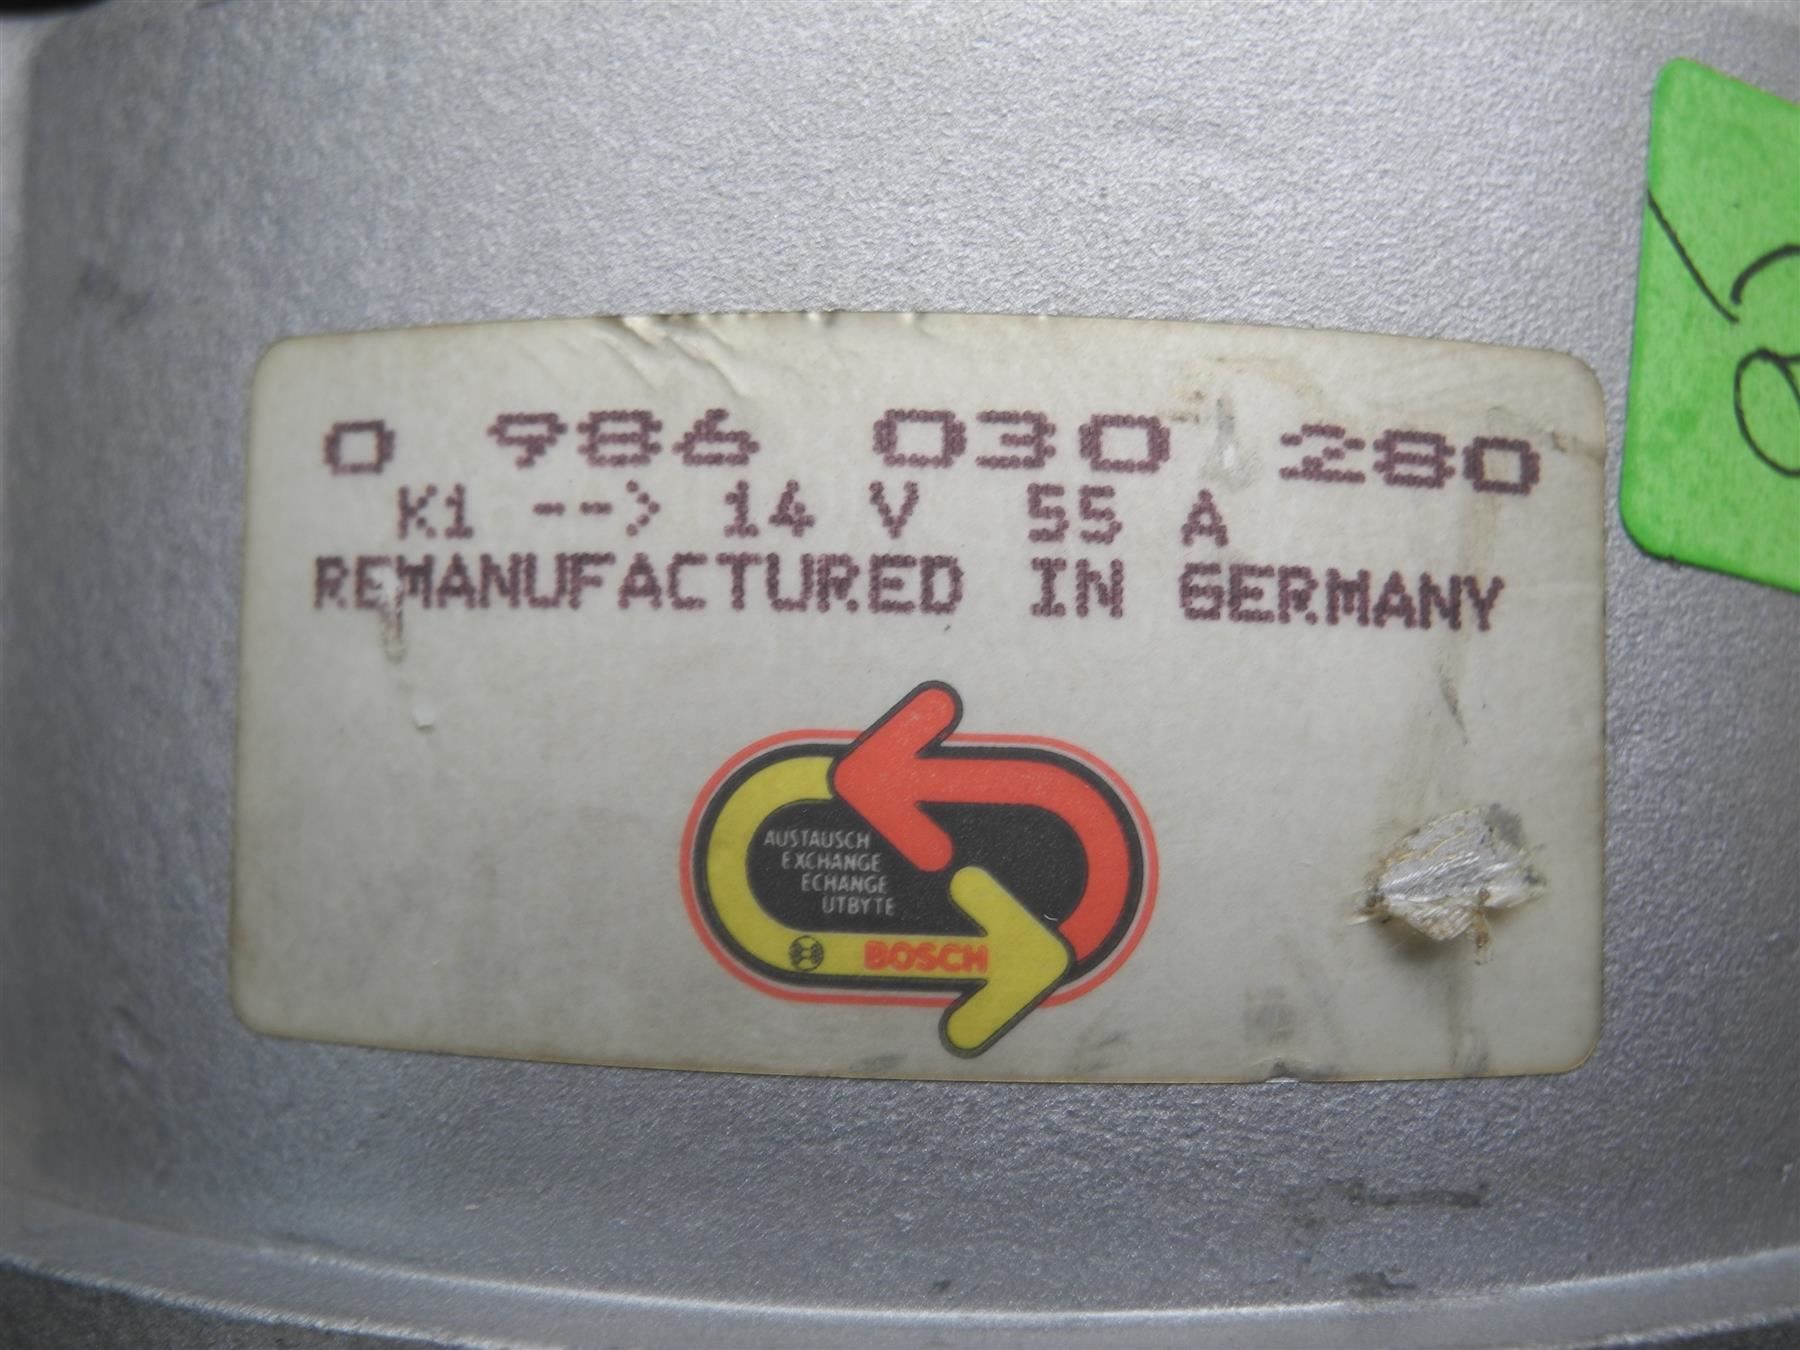 0 986 030 280
K1 --> 14 V 55 A
REMANUFACTURED IN GERMANY
AUSTAUSCH
EXCHANGE
ECHANGE
UTBYTE
BOSCH